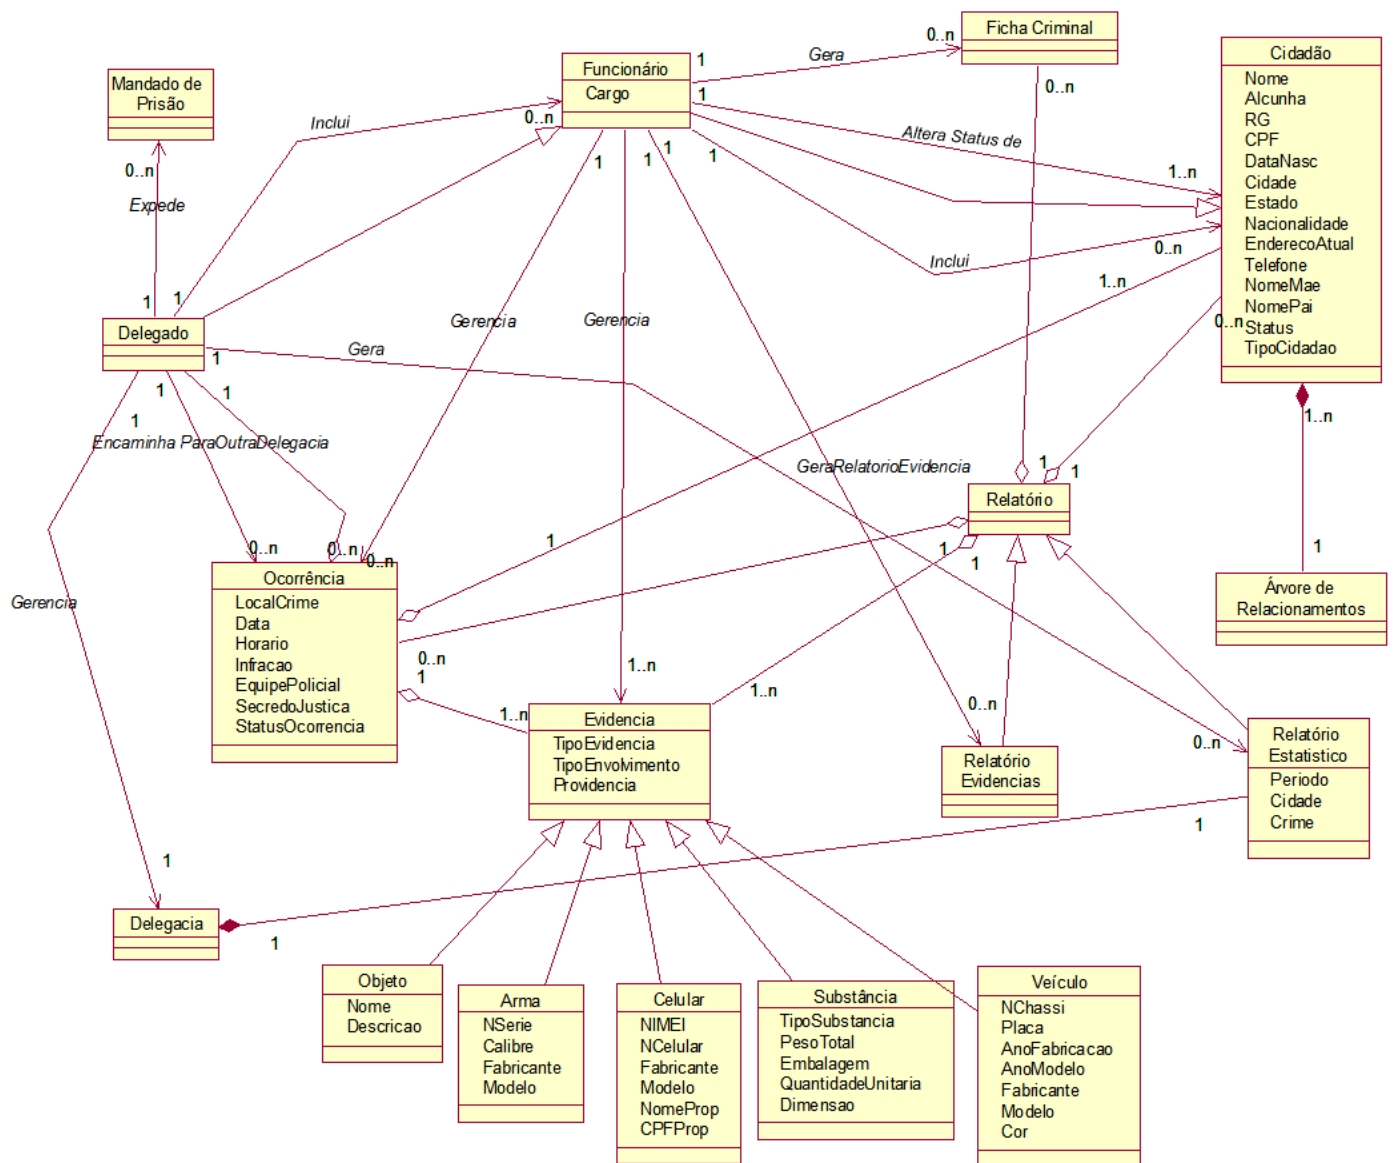 Ficha Criminal
0..n
Gera
1
Funcionário
Cargo
Mandado de
Prisão
Inclui
0..n
0..n
1
Cidadão
Nome
Alcunha
RG
CPF
DataNasc
Cidade
Estado
Nacionalidade
EnderecoAtual
Telefone
NomeMae
NomePai
Status
TipoCidadao
Altera Status de
1..n
1
1
1
1
1
0..n
Expede
Inclui
0..n
1..n
1
1
Delegado
Gerencia
Gerencia
Gera
1
0..n
1
1
1
Encaminha ParaOutraDelegacia
1..n
GeraRelatorioEvidencia
1
1
Relatório
1
1
1
0..n
0..n
0..n
Ocorrência
LocalCrime
Data
Horario
Infracao
EquipePolicial
SecredoJustica
StatusOcorrencia
Gerencia
1
Árvore de
Relacionamentos
0..n
1
1..n
1..n
1..n
0..n
Evidencia
TipoEvidencia
TipoEnvolvimento
Providencia
Relatório
Evidencias
0..n
Relatório
Estatistico
Periodo
Cidade
Crime
1
1
Delegacia
1
Objeto
Nome
Descricao
Arma
NSerie
Calibre
Fabricante
Modelo
Celular
NIMEI
NCelular
Fabricante
Modelo
NomeProp
CPFProp
Substância
TipoSubstancia
PesoTotal
Embalagem
QuantidadeUnitaria
Dimensao
Veículo
NChassi
Placa
AnoFabricacao
AnoModelo
Fabricante
Modelo
Cor